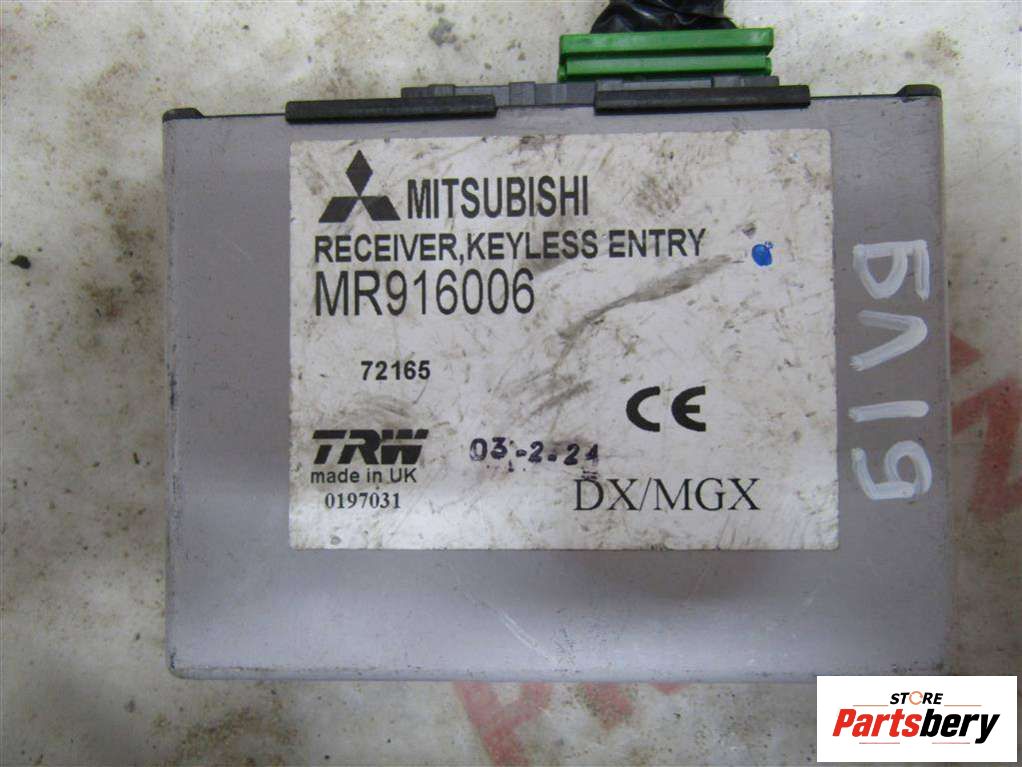 MITSUBISHI
RECEIVER,KEYLESS ENTRY
MR916006
72165
CE
TRW
03-2-24
made in UK
0197031
DX/MGX
STORE
Partsbery